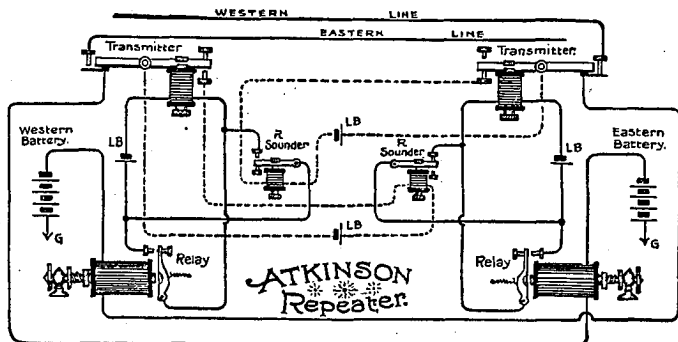 WESTERN LINE
EASTERN LINE
Transmitter
Transmitter.
Western
Battery.
LB
R
Sounder
LB
R
Sounder
LB
Eastern
Battery.
G
LB
G
Relay
ATKINSON
Repeater.
Relay